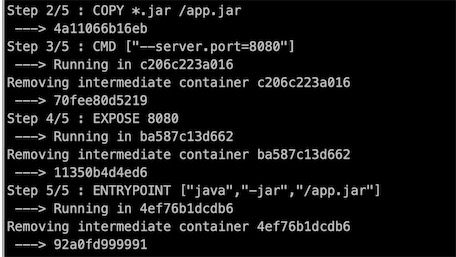 Step 2/5 : COPY *.jar /app.jar
---> 4a11066b16eb
Step 3/5 : CMD ["--server.port=8080"]
---> Running in c206c223a016
Removing intermediate container c206c223a016
---> 70fee80d5219
Step 4/5 : EXPOSE 8080
---> Running in ba587c13d662
Removing intermediate container ba587c13d662
---> 11350b4d4ed6
Step 5/5 : ENTRYPOINT ["java","-jar","/app.jar"]
---> Running in 4ef76b1dcdb6
Removing intermediate container 4ef76b1dcdb6
---> 92a0fd999991